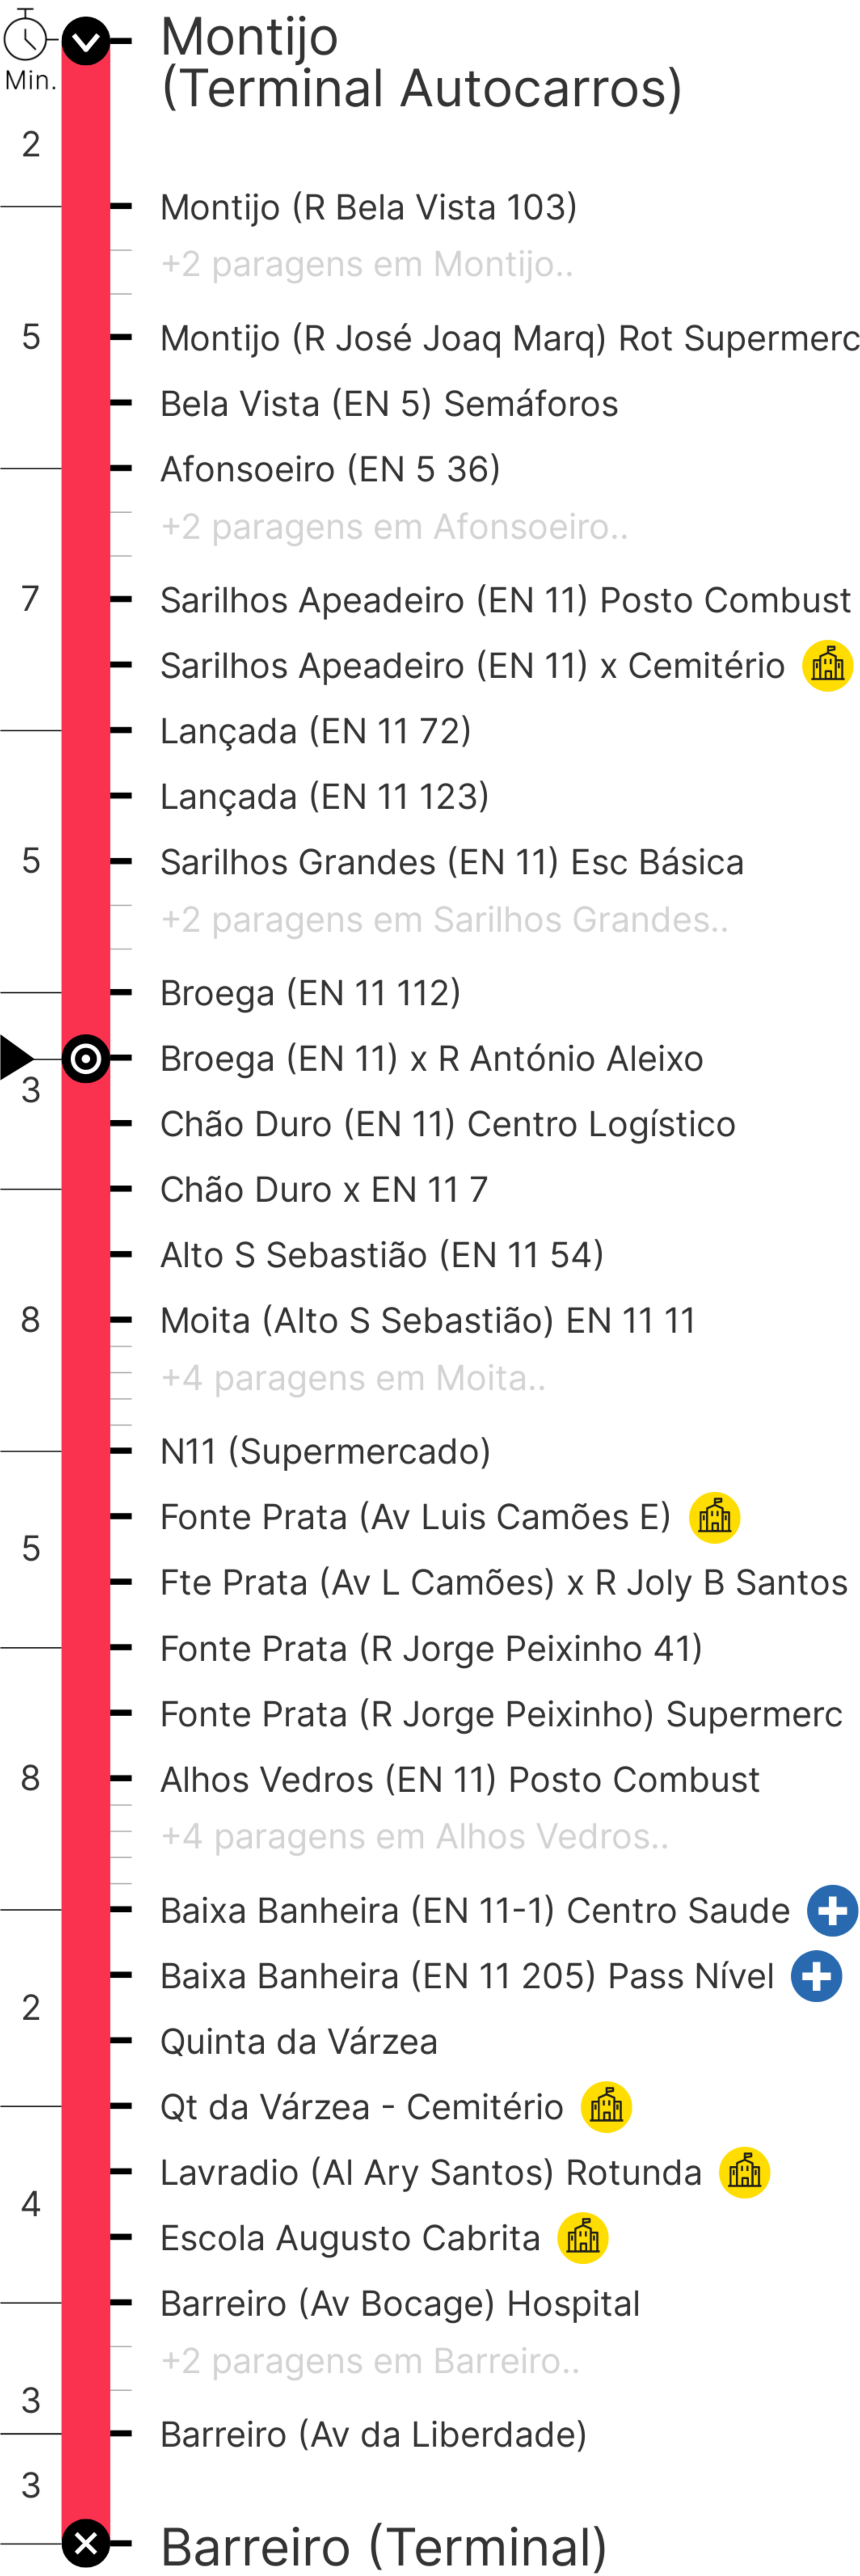 Montijo
(Terminal Autocarros)
Min.
2
Montijo (R Bela Vista 103)
+2 paragens em Montijo..
5
Montijo (R José Joaq Marq) Rot Supermerc
Bela Vista (EN 5) Semáforos
Afonsoeiro (EN 5 36)
+2 paragens em Afonsoeiro..
7
Sarilhos Apeadeiro (EN 11) Posto Combust
Sarilhos Apeadeiro (EN 11) x Cemitério
Lançada (EN 11 72)
Lançada (EN 11 123)
5
Sarilhos Grandes (EN 11) Esc Básica
+2 paragens em Sarilhos Grandes..
Broega (EN 11 112)
Broega (EN 11) x R António Aleixo
3
Chão Duro (EN 11) Centro Logístico
Chão Duro x EN 11 7
Alto S Sebastião (EN 11 54)
8
Moita (Alto S Sebastião) EN 11 11
+4 paragens em Moita..
N11 (Supermercado)
Fonte Prata (Av Luis Camões E)
5
Fte Prata (Av L Camões) x R Joly B Santos
Fonte Prata (R Jorge Peixinho 41)
Fonte Prata (R Jorge Peixinho) Supermerc
8
Alhos Vedros (EN 11) Posto Combust
+4 paragens em Alhos Vedros..
Baixa Banheira (EN 11-1) Centro Saude
Baixa Banheira (EN 11 205) Pass Nível
2
Quinta da Várzea
Qt da Várzea - Cemitério
Lavradio (Al Ary Santos) Rotunda
4
Escola Augusto Cabrita
Barreiro (Av Bocage) Hospital
+2 paragens em Barreiro..
3
Barreiro (Av da Liberdade)
3
Barreiro (Terminal)